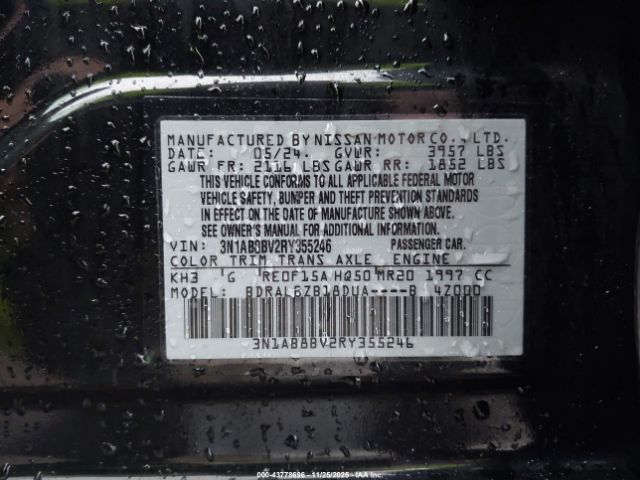 MANUFACTURED BY NISSAN MOTOR CO., LTD.
DATE: 05/24 GVWR: 3957 LBS
GAWR FR: 2116 LBS GAWR RR: 1852 LBS
THIS VEHICLE CONFORMS TO ALL APPLICABLE FEDERAL MOTOR
VEHICLE SAFETY, BUMPER AND THEFT PREVENTION STANDARDS
IN EFFECT ON THE DATE OF MANUFACTURE SHOWN ABOVE.
SEE OWNER'S MANUAL FOR ADDITIONAL INFORMATION.
VIN: 3N1AB8BV2RY355246 PASSENGER CAR.
COLOR TRIM TRANS AXLE ENGINE
KH3 G RE0F15A HQ50 MR20 1997 CC
MODEL: BDRALBZB18DUA----B 4Z000
3N1AB8BV2RY355246
000-43778696 - 11/25/2025 - IAA Inc.